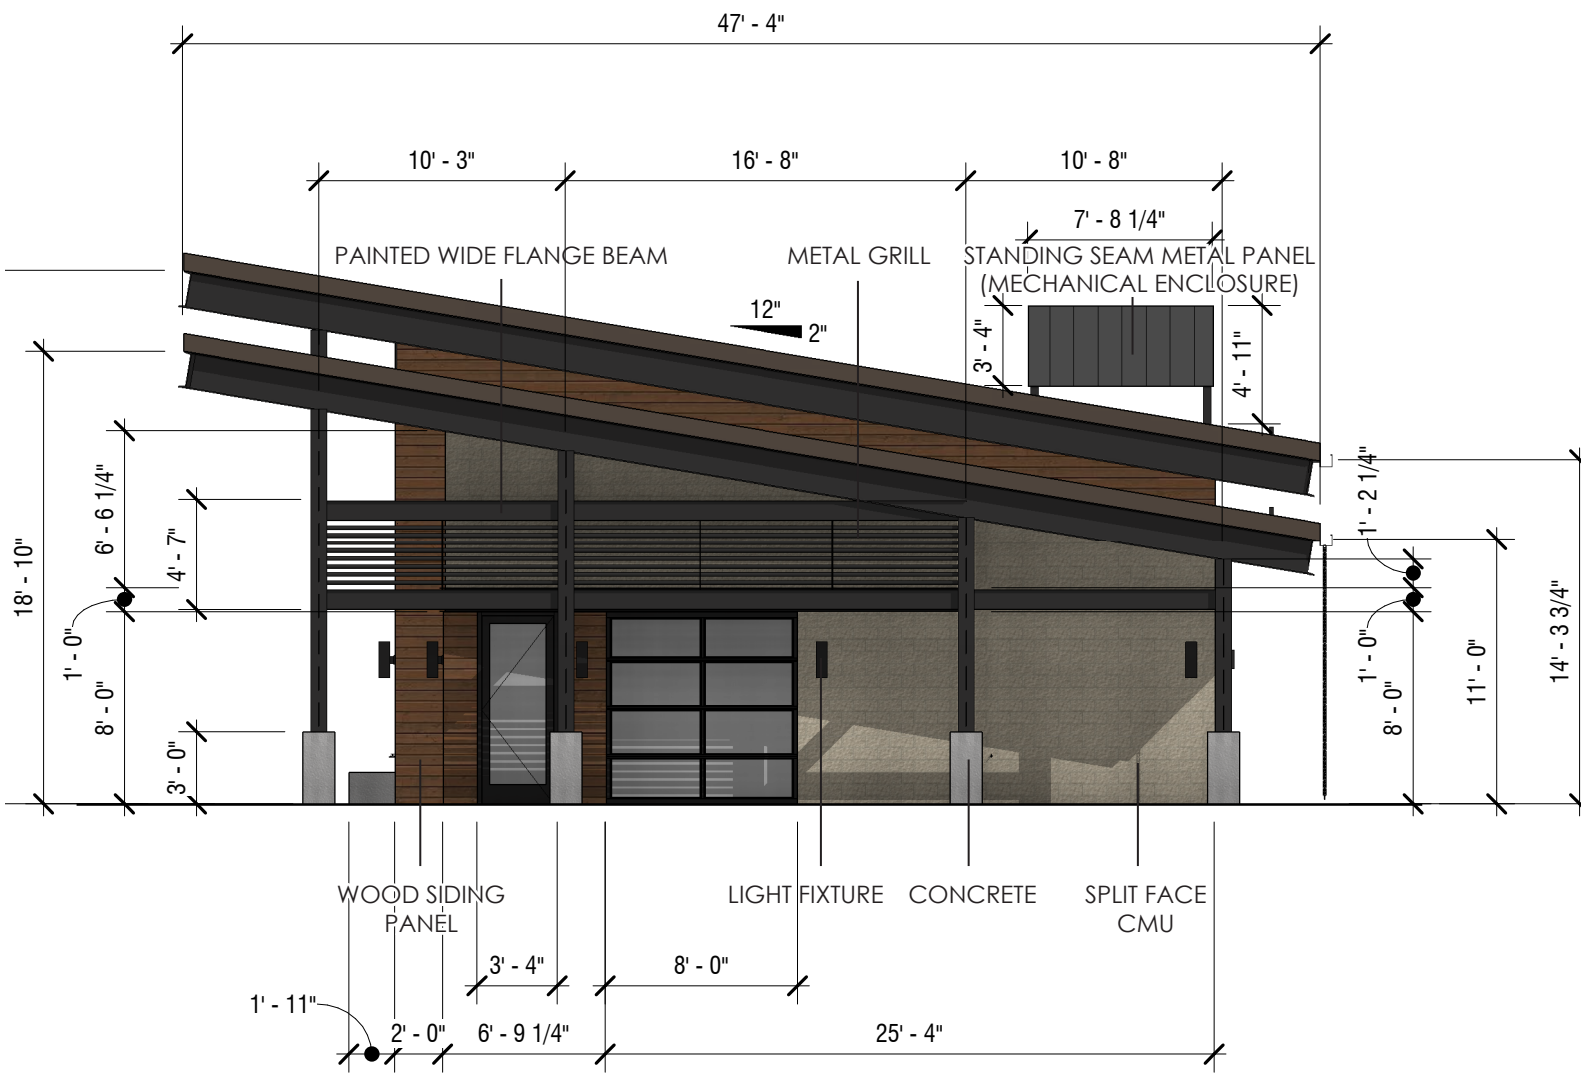 47' - 4"
10' - 3"
16' - 8"
10' - 8"
7' - 8 1/4"
PAINTED WIDE FLANGE BEAM
METAL GRILL
STANDING SEAM METAL PANEL
(MECHANICAL ENCLOSURE)
12"
2"
3' - 4"
4' - 11"
6' - 6 1/4"
4' - 7"
18' - 10"
1' - 0"
8' - 0"
3' - 0"
1' - 2 1/4"
1' - 0"
8' - 0"
11' - 0"
14' - 3 3/4"
WOOD SIDING
PANEL
LIGHT FIXTURE
CONCRETE
SPLIT FACE
CMU
3' - 4"
8' - 0"
1' - 11"
2' - 0"
6' - 9 1/4"
25' - 4"